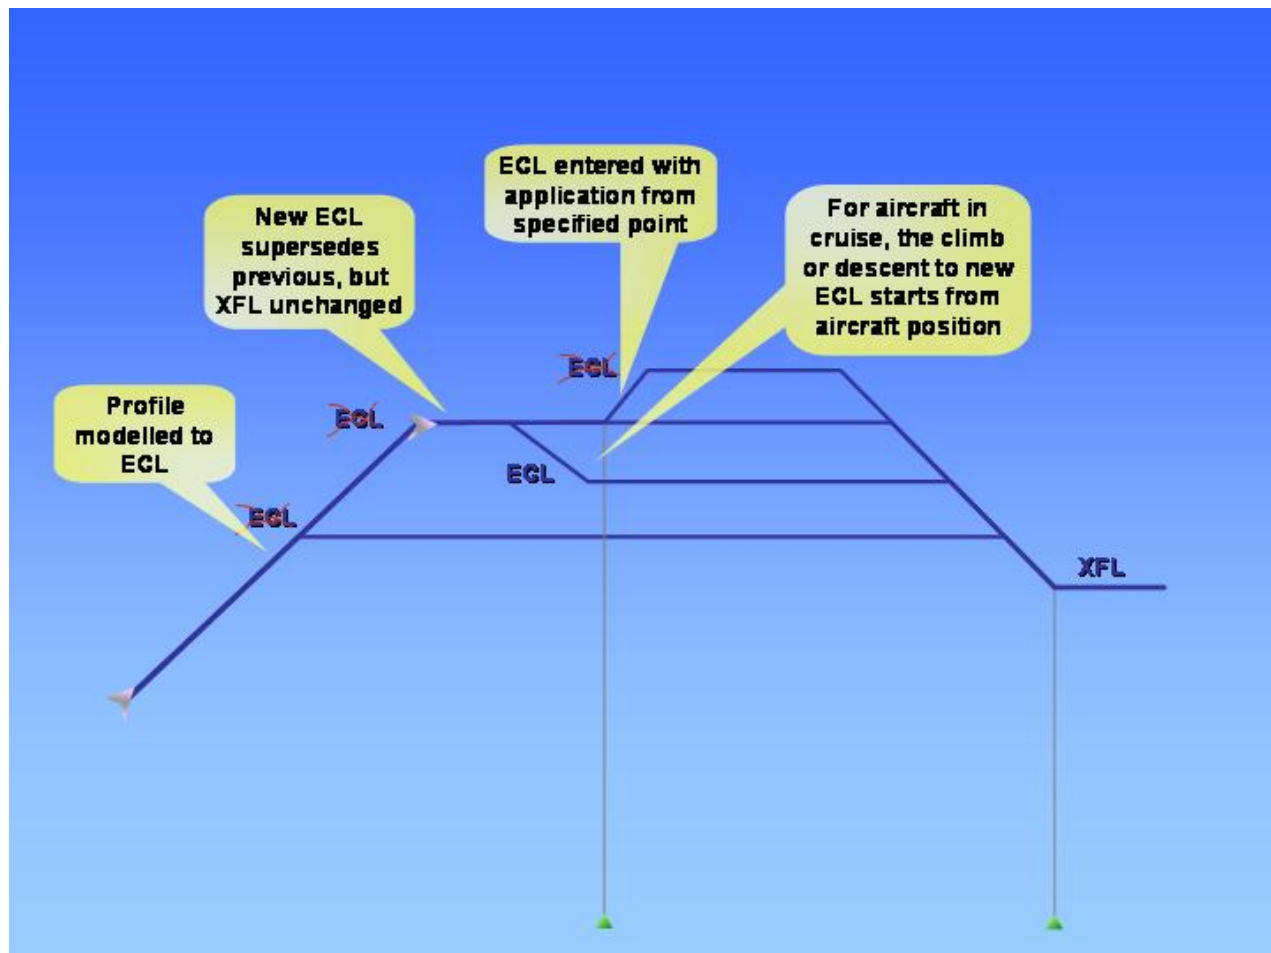 ECL entered with
application from
specified point
New ECL
supersedes
previous, but
XFL unchanged
For aircraft in
cruise, the climb
or descent to new
ECL starts from
aircraft position
Profile
modelled to
ECL
ECL
ECL
ECL
ECL
XFL